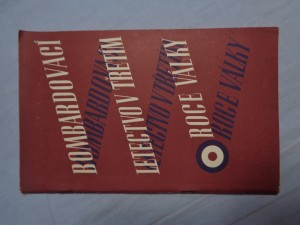 BOMBARDOVACÍ
LETECTVO V TŘETÍM
ROCE VÁLKY